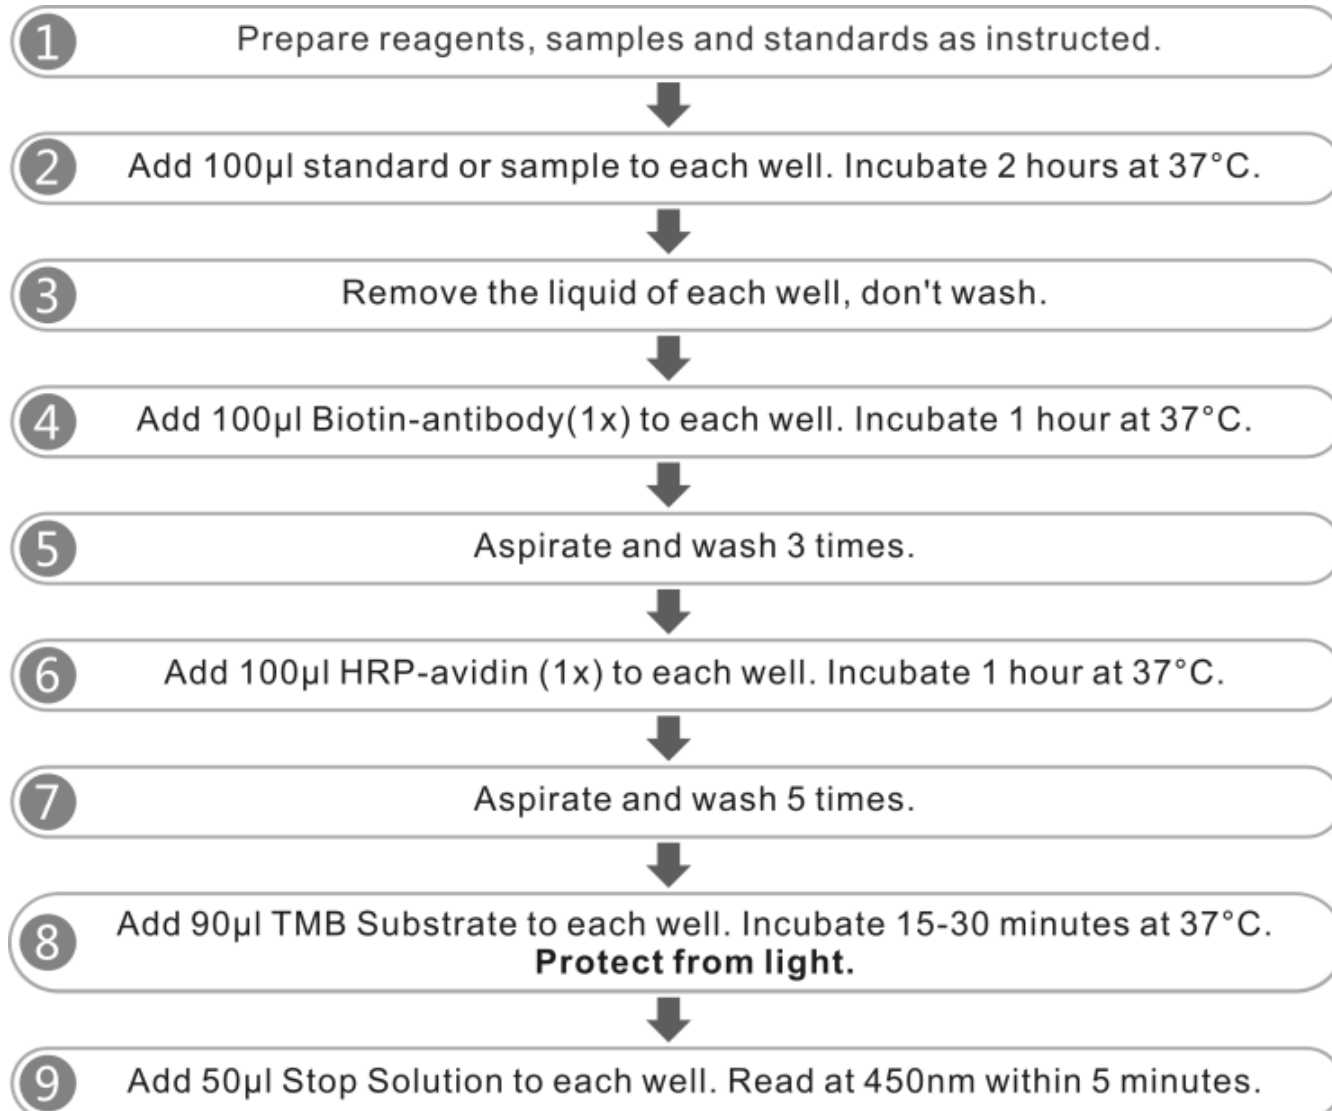 1 Prepare reagents, samples and standards as instructed.
2 Add 100µl standard or sample to each well. Incubate 2 hours at 37°C.
3 Remove the liquid of each well, don't wash.
4 Add 100µl Biotin-antibody(1x) to each well. Incubate 1 hour at 37°C.
5 Aspirate and wash 3 times.
6 Add 100µl HRP-avidin (1x) to each well. Incubate 1 hour at 37°C.
7 Aspirate and wash 5 times.
8 Add 90µl TMB Substrate to each well. Incubate 15-30 minutes at 37°C.
Protect from light.
9 Add 50µl Stop Solution to each well. Read at 450nm within 5 minutes.